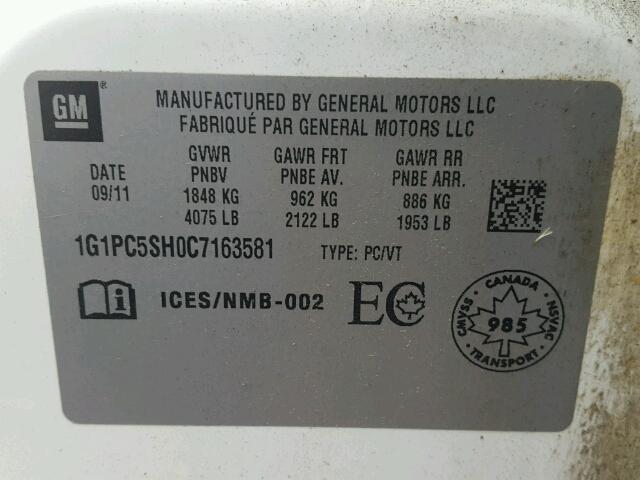 GM ®
MANUFACTURED BY GENERAL MOTORS LLC
FABRIQUÉ PAR GENERAL MOTORS LLC
DATE
09/11
GVWR
PNBV
1848 KG
4075 LB
GAWR FRT
PNBE AV.
962 KG
2122 LB
GAWR RR
PNBE ARR.
886 KG
1953 LB
1G1PC5SH0C7163581 TYPE: PC/VT
i ICES/NMB-002 EC
CANADA
CMVSS
985
NSVAC
TRANSPORT